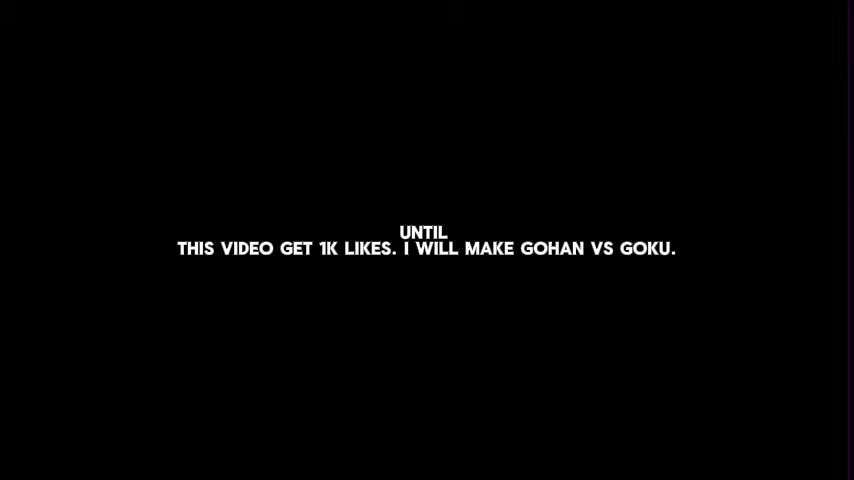 UNTIL
THIS VIDEO GET 1K LIKES. I WILL MAKE GOHAN VS GOKU.